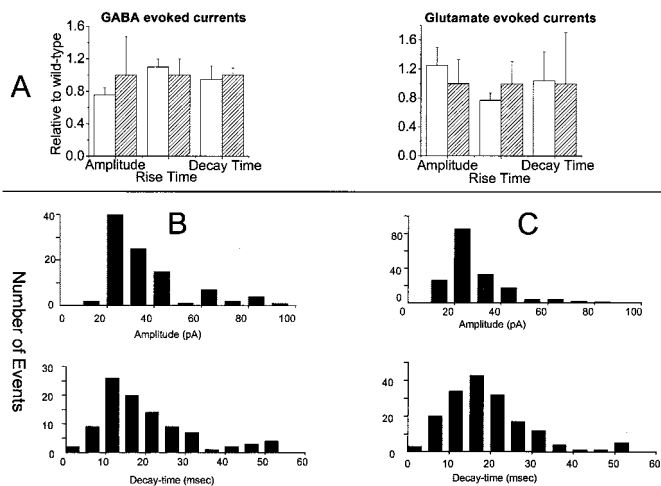 GABA evoked currents
Glutamate evoked currents
A
Relative to wild-type
1.6
1.2
0.8
0.4
0.0
Amplitude
Decay Time
Rise Time
1.6
1.2
0.8
0.4
0.0
Amplitude
Decay Time
Rise Time
Number of Events
B
40
20
0
0 20 40 60 80 100
Amplitude (pA)
C
80
40
0
0 20 40 60 80 100
Amplitude (pA)
30
20
10
0
0 10 20 30 40 50 60
Decay-time (msec)
40
20
0
0 10 20 30 40 50 60
Decay-time (msec)